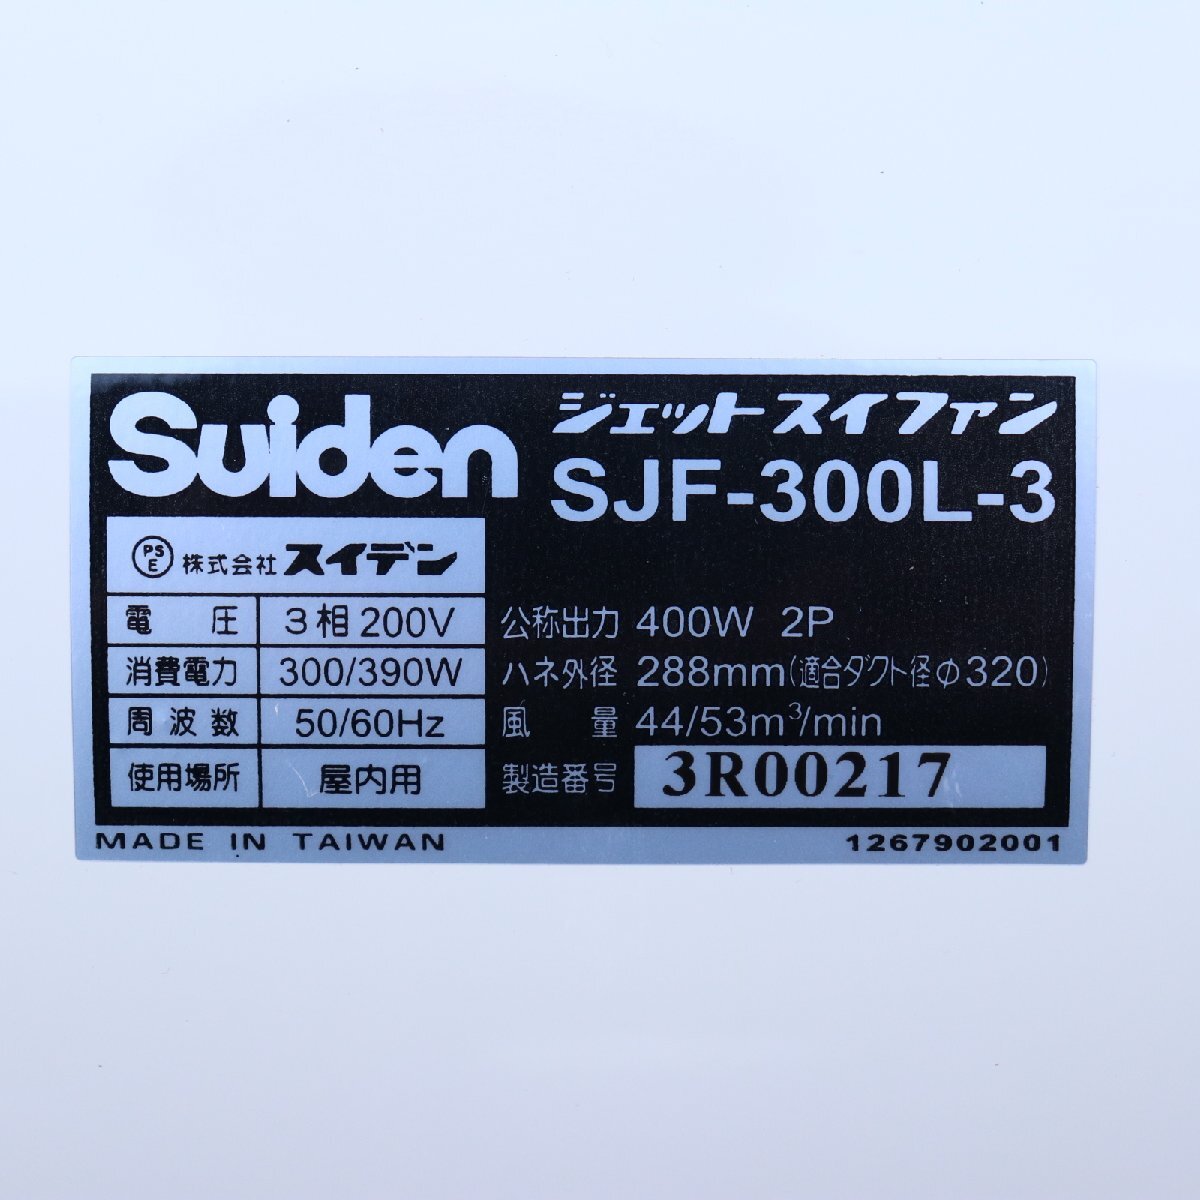 Suiden
ジェットスイファン
SJF-300L-3
PSE 株式会社 スイデン
電圧 3相200V
消費電力 300/390W
周波数 50/60Hz
使用場所 屋内用
公称出力 400W 2P
ハネ外径 288mm(適合ダクト径φ320)
風量 44/53m³/min
製造番号 3R00217
MADE IN TAIWAN
1267902001